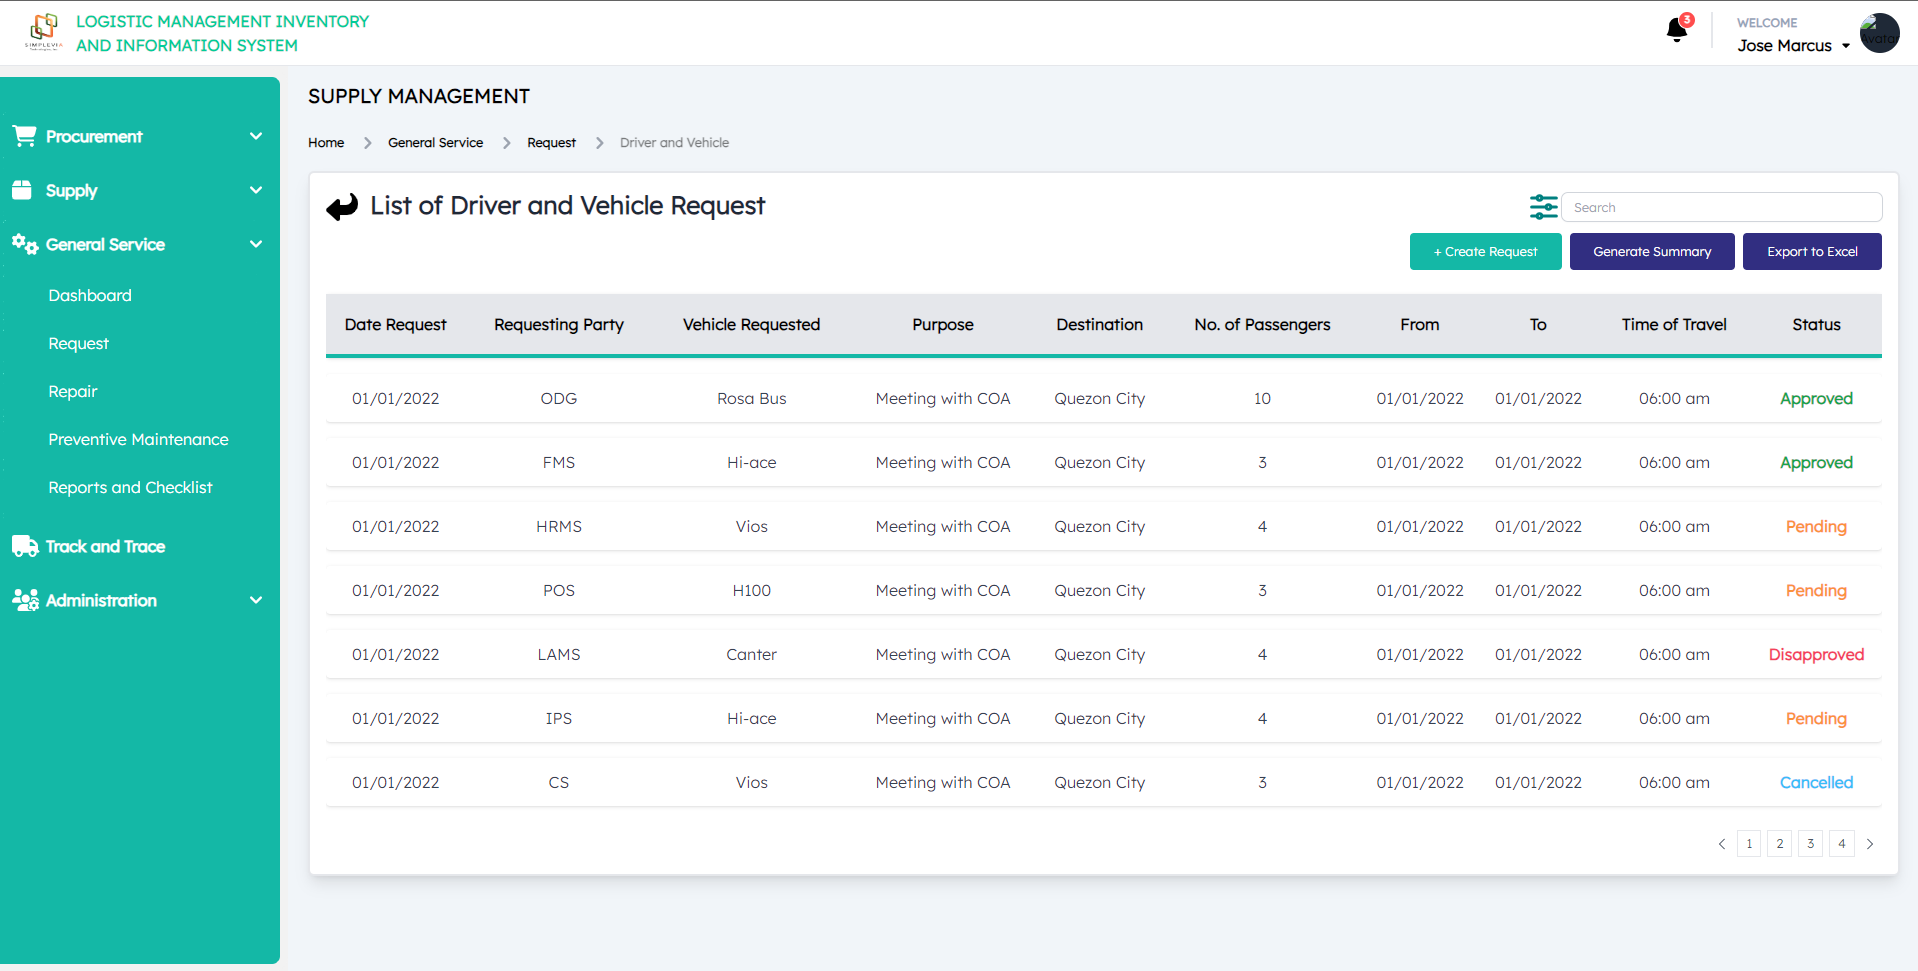 LOGISTIC MANAGEMENT INVENTORY
AND INFORMATION SYSTEM
SIMPLEVIA
3
WELCOME
Jose Marcus
Avatar
Procurement
Supply
General Service
Dashboard
Request
Repair
Preventive Maintenance
Reports and Checklist
Track and Trace
Administration
SUPPLY MANAGEMENT
Home General Service Request Driver and Vehicle
List of Driver and Vehicle Request
Search
+ Create Request Generate Summary Export to Excel
Date Request Requesting Party Vehicle Requested Purpose Destination No. of Passengers From To Time of Travel Status
01/01/2022 ODG Rosa Bus Meeting with COA Quezon City 10 01/01/2022 01/01/2022 06:00 am Approved
01/01/2022 FMS Hi-ace Meeting with COA Quezon City 3 01/01/2022 01/01/2022 06:00 am Approved
01/01/2022 HRMS Vios Meeting with COA Quezon City 4 01/01/2022 01/01/2022 06:00 am Pending
01/01/2022 POS H100 Meeting with COA Quezon City 3 01/01/2022 01/01/2022 06:00 am Pending
01/01/2022 LAMS Canter Meeting with COA Quezon City 4 01/01/2022 01/01/2022 06:00 am Disapproved
01/01/2022 IPS Hi-ace Meeting with COA Quezon City 4 01/01/2022 01/01/2022 06:00 am Pending
01/01/2022 CS Vios Meeting with COA Quezon City 3 01/01/2022 01/01/2022 06:00 am Cancelled
1 2 3 4